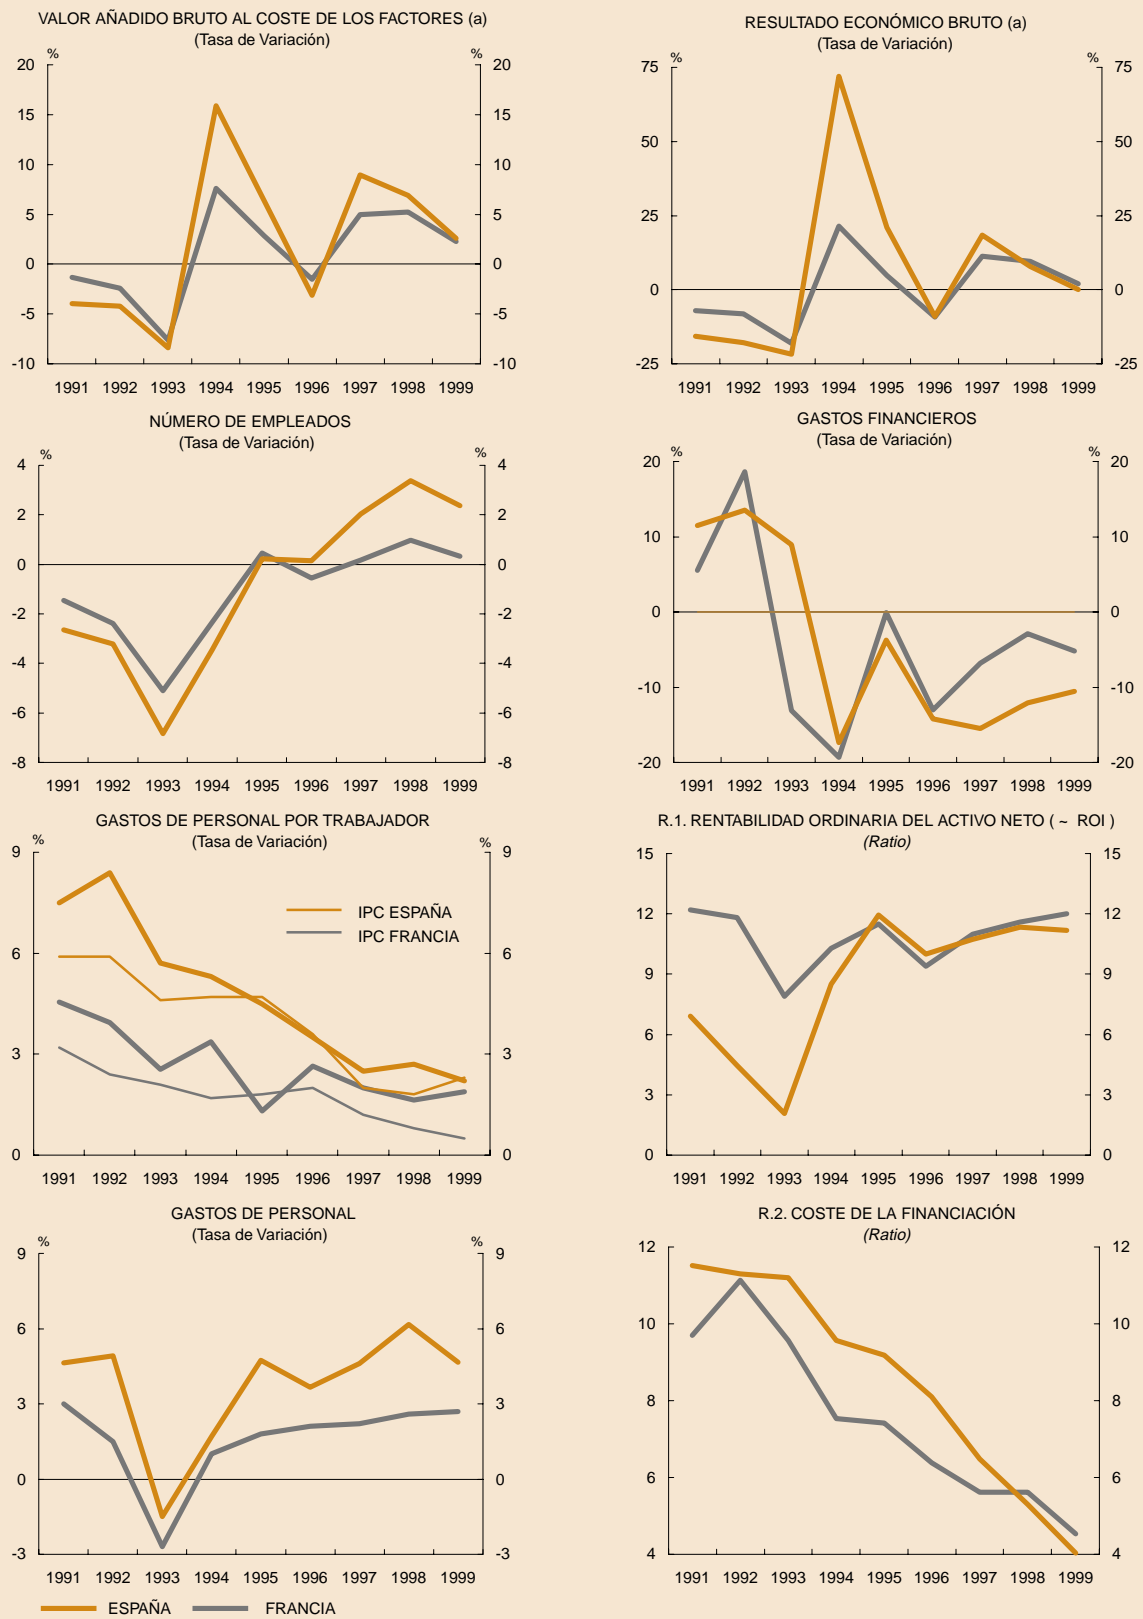 VALOR AÑADIDO BRUTO AL COSTE DE LOS FACTORES (a)
(Tasa de Variación)
% %
20 20
15 15
10 10
5 5
0 0
-5 -5
-10 -10
1991 1992 1993 1994 1995 1996 1997 1998 1999
RESULTADO ECONÓMICO BRUTO (a)
(Tasa de Variación)
% %
75 75
50 50
25 25
0 0
-25 -25
1991 1992 1993 1994 1995 1996 1997 1998 1999
NÚMERO DE EMPLEADOS
(Tasa de Variación)
% %
4 4
2 2
0 0
-2 -2
-4 -4
-6 -6
-8 -8
1991 1992 1993 1994 1995 1996 1997 1998 1999
GASTOS FINANCIEROS
(Tasa de Variación)
% %
20 20
10 10
0 0
-10 -10
-20 -20
1991 1992 1993 1994 1995 1996 1997 1998 1999
GASTOS DE PERSONAL POR TRABAJADOR
(Tasa de Variación)
% %
9 9
IPC ESPAÑA
IPC FRANCIA
6 6
3 3
0 0
1991 1992 1993 1994 1995 1996 1997 1998 1999
R.1. RENTABILIDAD ORDINARIA DEL ACTIVO NETO ( ~ ROI )
(Ratio)
15 15
12 12
9 9
6 6
3 3
0 0
1991 1992 1993 1994 1995 1996 1997 1998 1999
GASTOS DE PERSONAL
(Tasa de Variación)
% %
9 9
6 6
3 3
0 0
-3 -3
1991 1992 1993 1994 1995 1996 1997 1998 1999
R.2. COSTE DE LA FINANCIACIÓN
(Ratio)
12 12
10 10
8 8
6 6
4 4
1991 1992 1993 1994 1995 1996 1997 1998 1999
ESPAÑA FRANCIA